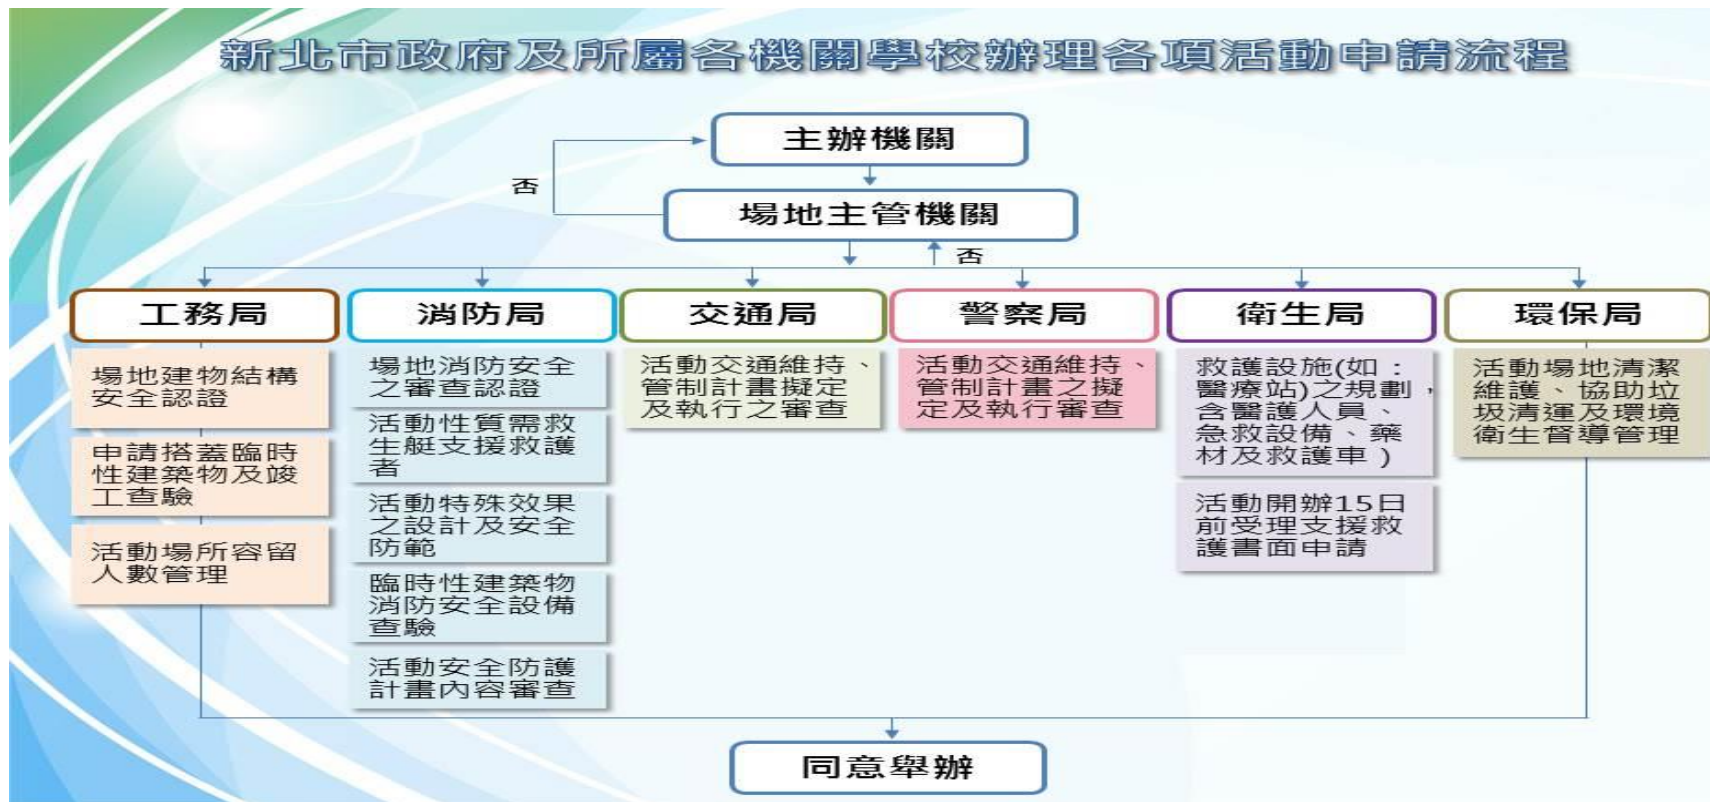 新北市政府及所屬各機關學校辦理各項活動申請流程
主辦機關
否
場地主管機關
否
工務局
場地建物結構
安全認證
申請搭蓋臨時
性建築物及竣
工查驗
活動場所容留
人數管理
消防局
場地消防安全
之審查認證
活動性質需救
生艇支援救護
者
活動特殊效果
之設計及安全
防範
臨時性建築物
消防安全設備
查驗
活動安全防護
計畫內容審查
交通局
活動交通維持、
管制計畫擬定
及執行之審查
警察局
活動交通維持、
管制計畫之擬
定及執行審查
衛生局
救護設施(如：
醫療站)之規劃，
含醫護人員、
急救設備、藥
材及救護車）
活動開辦15日
前受理支援救
護書面申請
環保局
活動場地清潔
維護、協助垃
圾清運及環境
衛生督導管理
同意舉辦